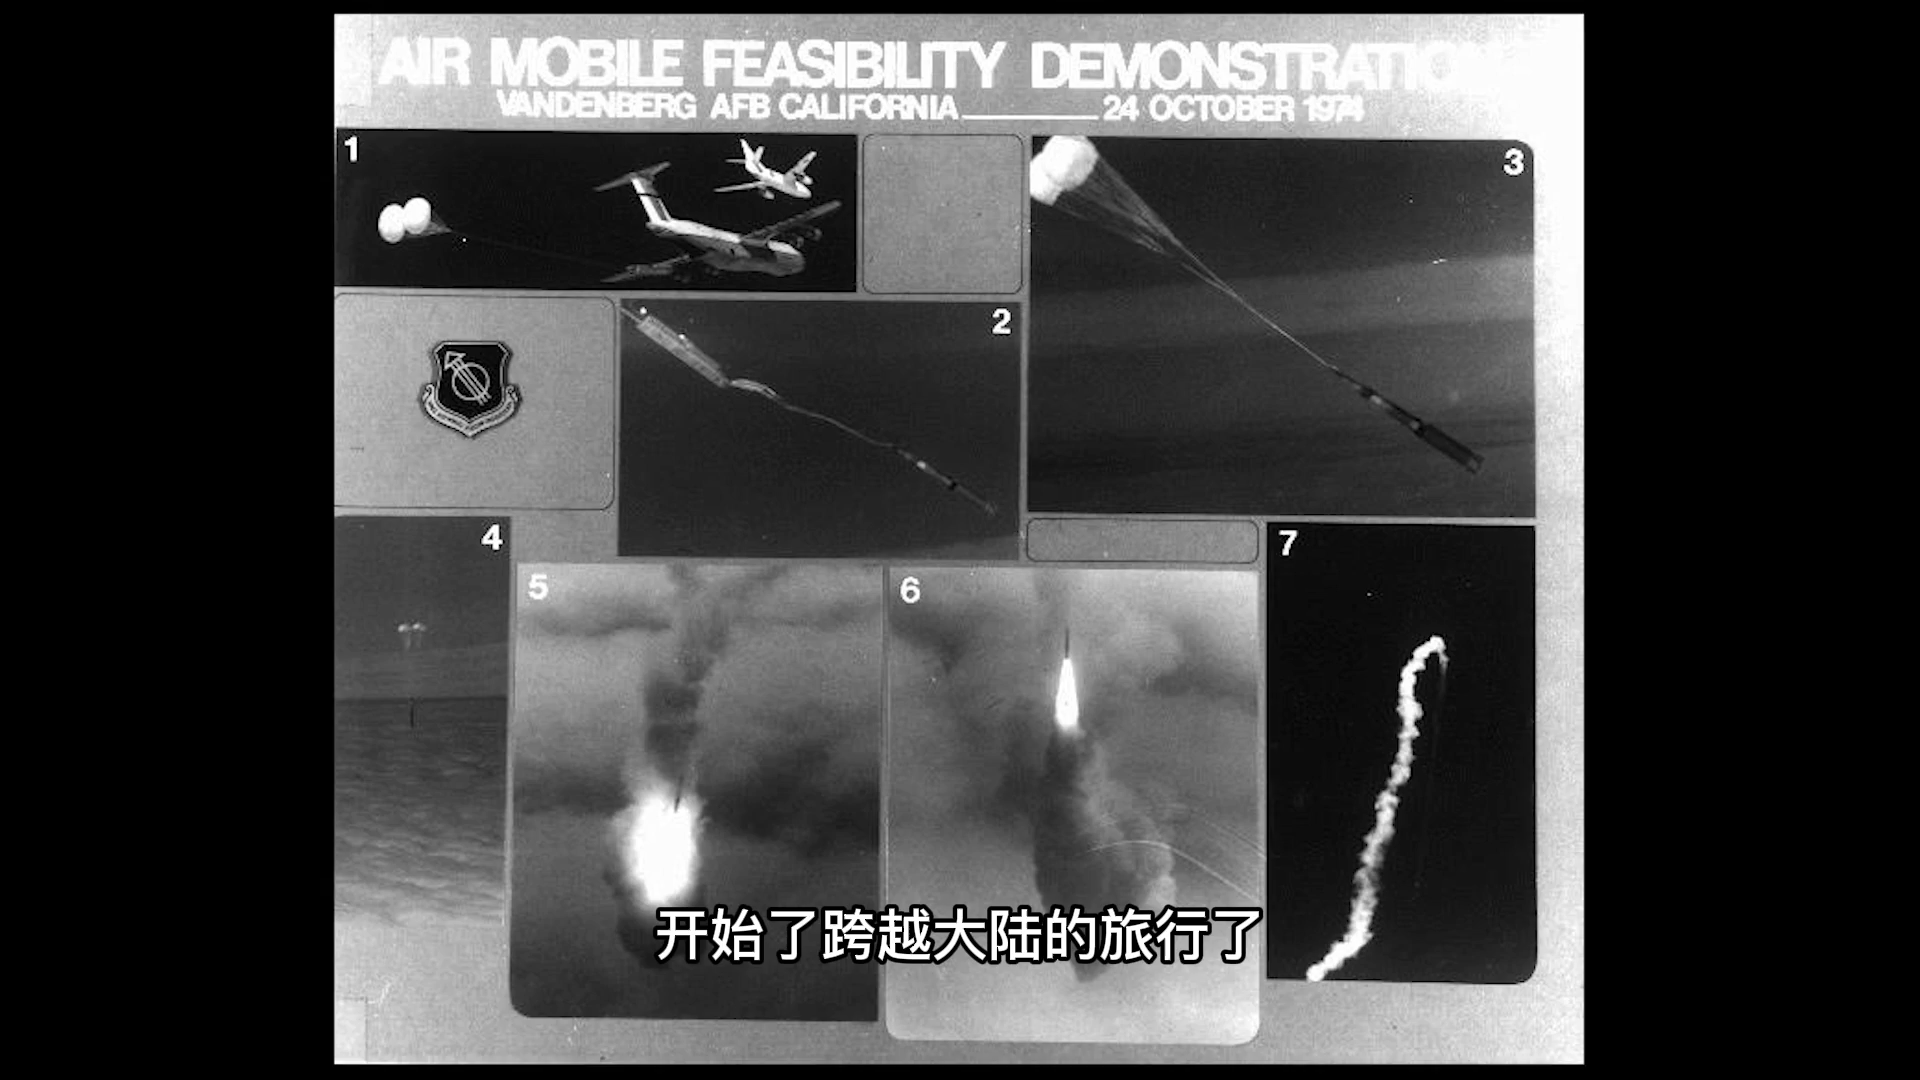 AIR MOBILE FEASIBILITY DEMONSTRATIO
VANDENBERG AFB CALIFORNIA 24 OCTOBER 1974
1
2
3
4
5
6
7
开始了跨越大陆的旅行了